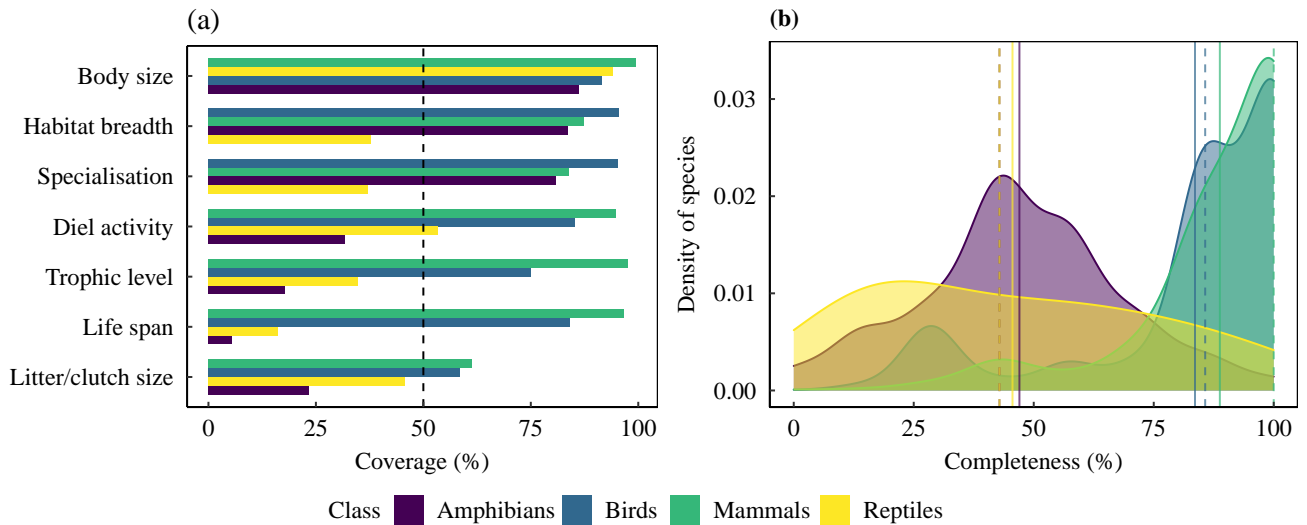 (a)
Body size
Habitat breadth
Specialisation
Diel activity
Trophic level
Life span
Litter/clutch size
0 25 50 75 100
Coverage (%)
(b)
Density of species
0.03
0.02
0.01
0.00
0 25 50 75 100
Completeness (%)
Class Amphibians Birds Mammals Reptiles